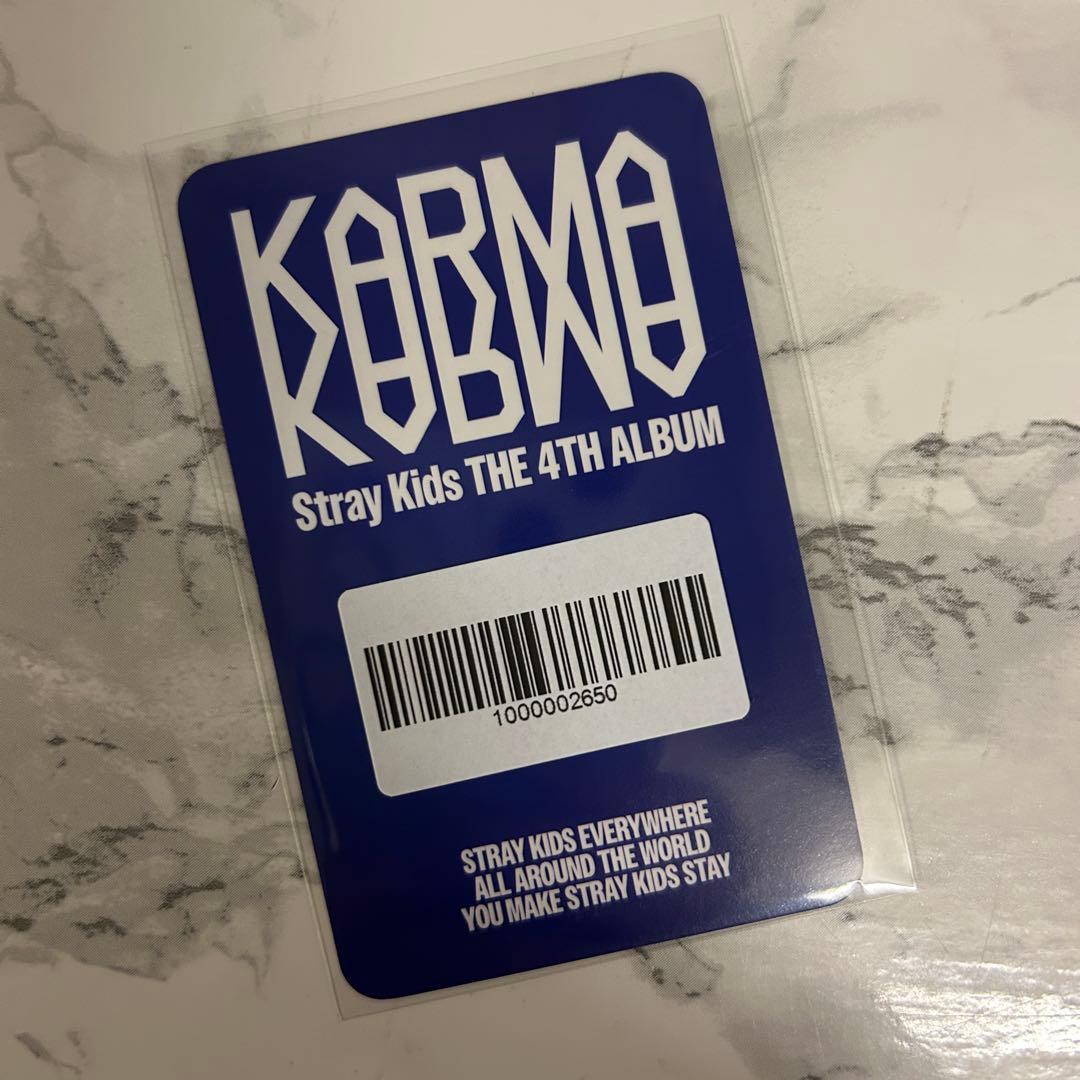 KARMA
Stray Kids THE 4TH ALBUM
1000002650
STRAY KIDS EVERYWHERE
ALL AROUND THE WORLD
YOU MAKE STRAY KIDS STAY